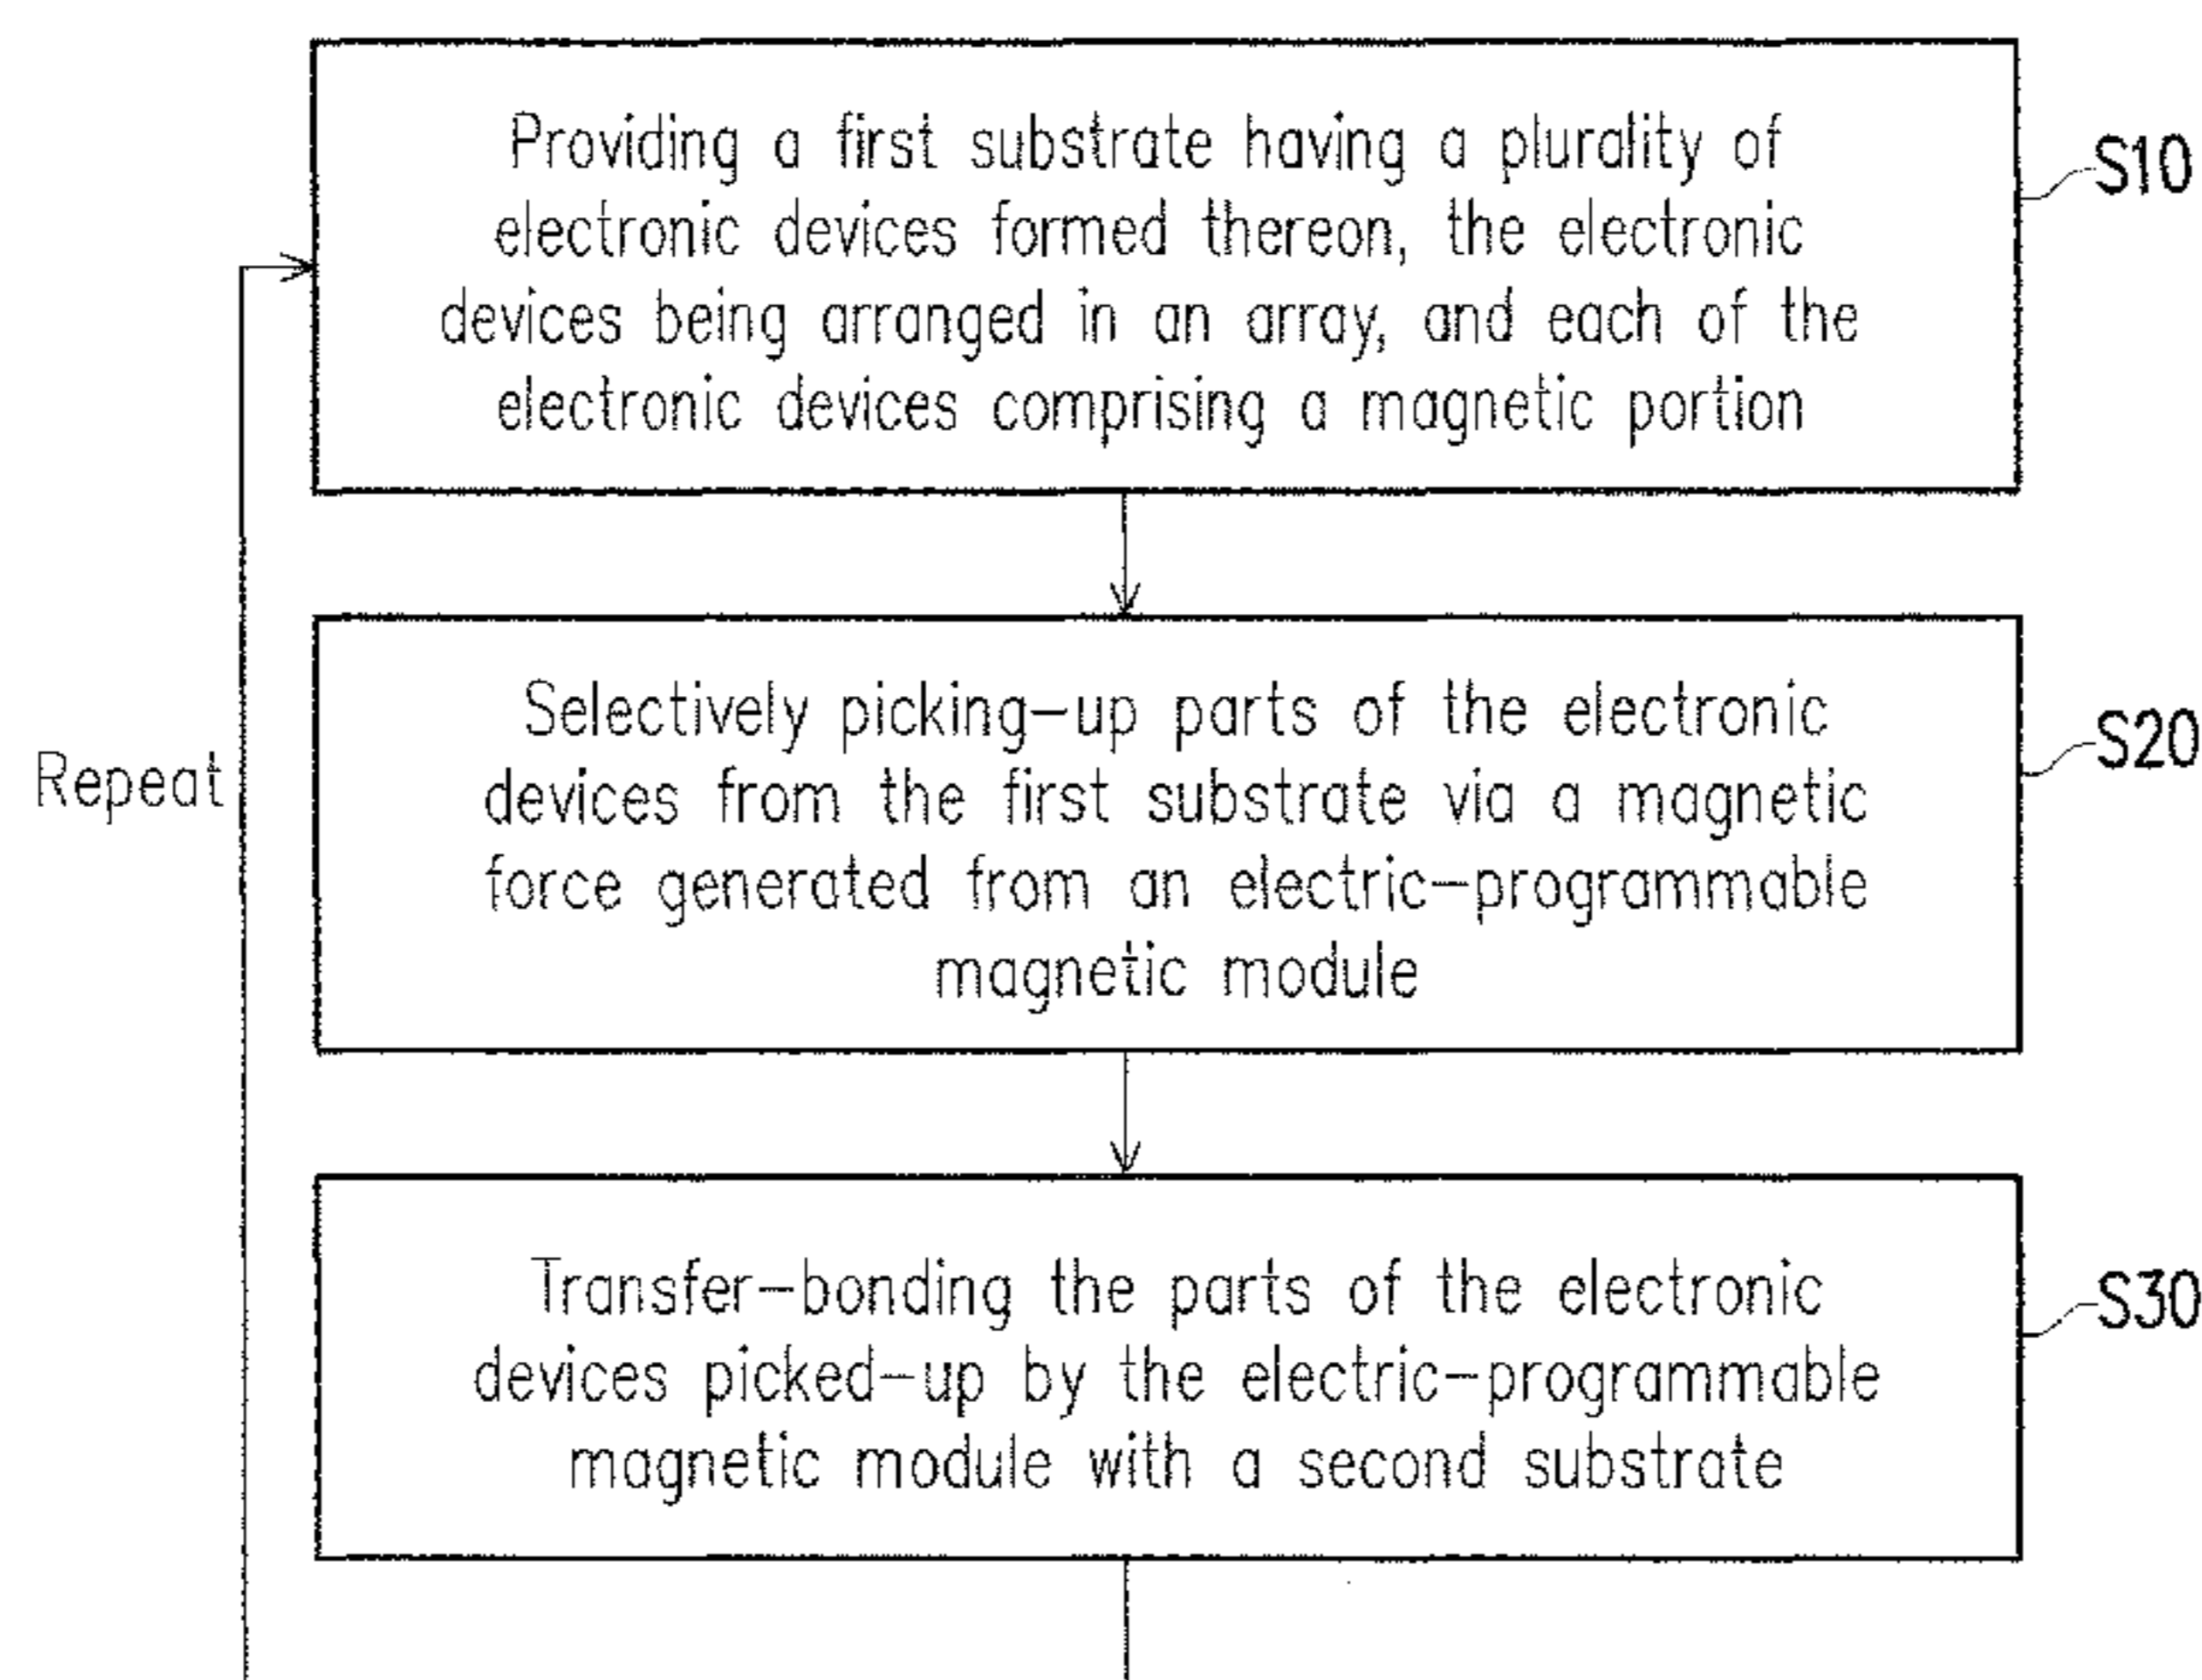 Providing a first substrate having a plurality of
electronic devices formed thereon, the electronic
devices being arranged in an array, and each of the
electronic devices comprising a magnetic portion
S10
Selectively picking-up parts of the electronic
devices from the first substrate via a magnetic
force generated from an electric-programmable
magnetic module
S20
Repeat
Transfer-bonding the parts of the electronic
devices picked-up by the electric-programmable
magnetic module with a second substrate
S30